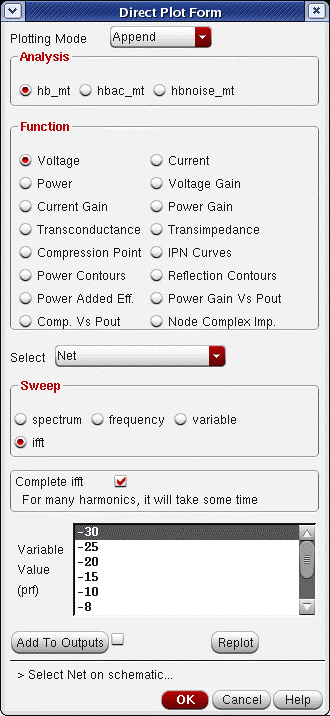 Direct Plot Form
Plotting Mode Append
Analysis
hb_mt hbac_mt hbnoise_mt
Function
Voltage Current
Power Voltage Gain
Current Gain Power Gain
Transconductance Transimpedance
Compression Point IPN Curves
Power Contours Reflection Contours
Power Added Eff. Power Gain Vs Pout
Comp. Vs Pout Node Complex Imp.
Select Net
Sweep
spectrum frequency variable
ifft
Complete ifft
For many harmonics, it will take some time
Variable
Value
(prf)
-30
-25
-20
-15
-10
-8
Add To Outputs Replot
> Select Net on schematic...
OK Cancel Help